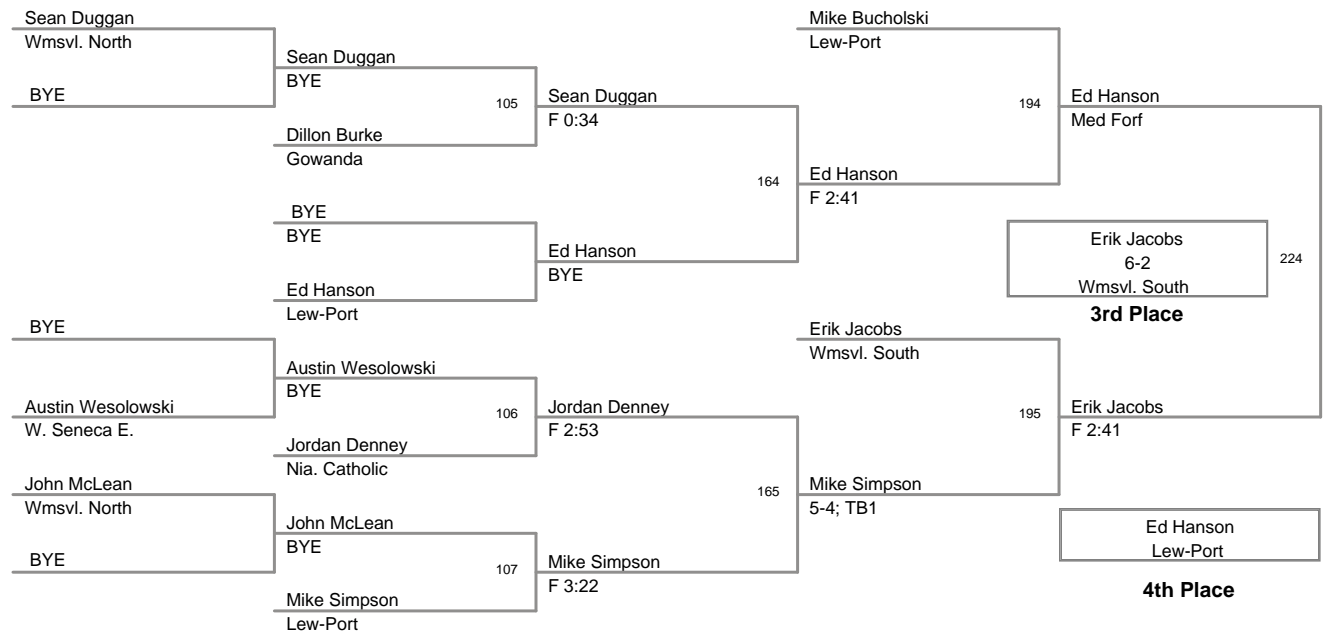 Sean Duggan
Wmsvl. North
BYE
Sean Duggan
BYE
105
Dillon Burke
Gowanda
Sean Duggan
F 0:34
BYE
BYE
Ed Hanson
Lew-Port
Ed Hanson
BYE
164
Ed Hanson
F 2:41
Mike Bucholski
Lew-Port
194
Ed Hanson
Med Forf
Erik Jacobs
6-2
Wmsvl. South
3rd Place
224
BYE
Austin Wesolowski
W. Seneca E.
Austin Wesolowski
BYE
106
Jordan Denney
Nia. Catholic
Jordan Denney
F 2:53
John McLean
Wmsvl. North
BYE
John McLean
BYE
107
Mike Simpson
Lew-Port
Mike Simpson
F 3:22
165
Mike Simpson
5-4; TB1
Erik Jacobs
Wmsvl. South
195
Erik Jacobs
F 2:41
Ed Hanson
Lew-Port
4th Place